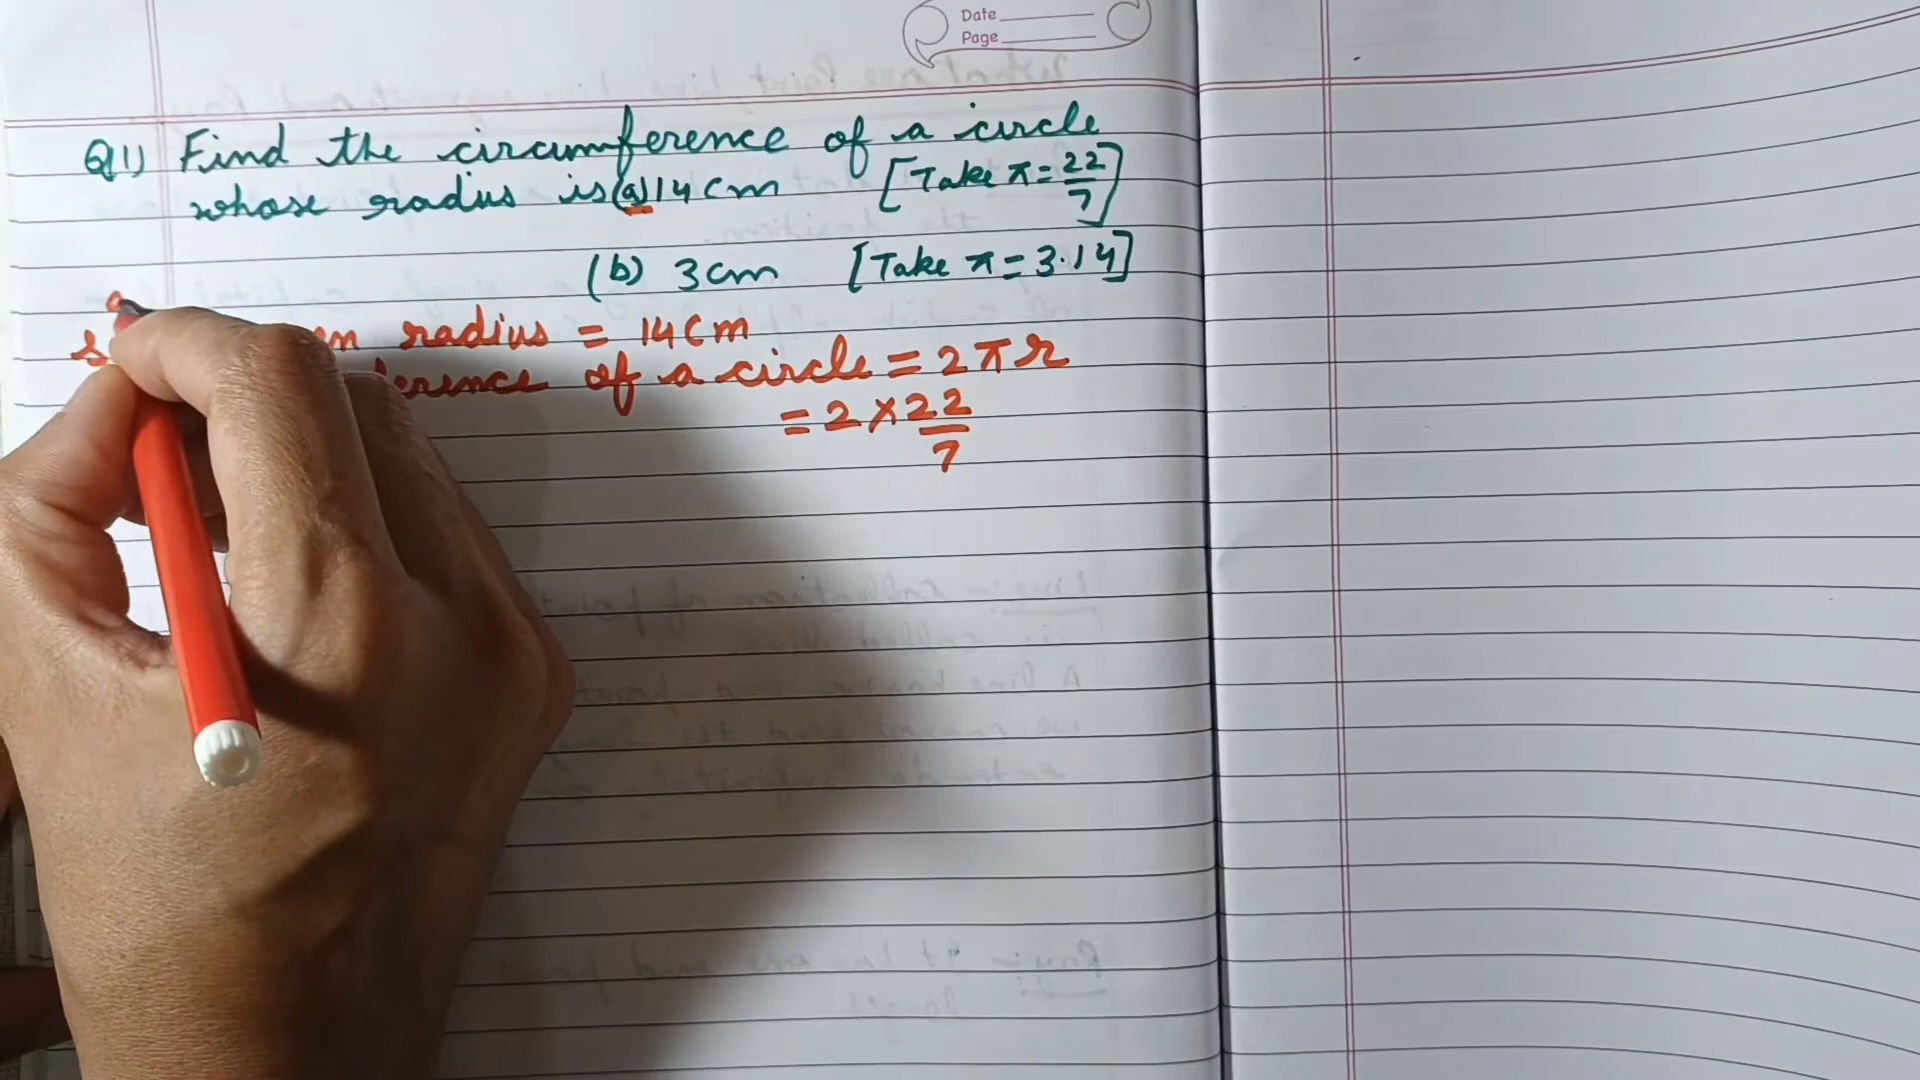 Date
Page
Q1) Find the circumference of a circle
whose radius is (a) 14 cm [Take π = 22/7]
(b) 3 cm [Take π = 3.14]
radius = 14 cm
of a circle = 2πr
= 2 × 22/7